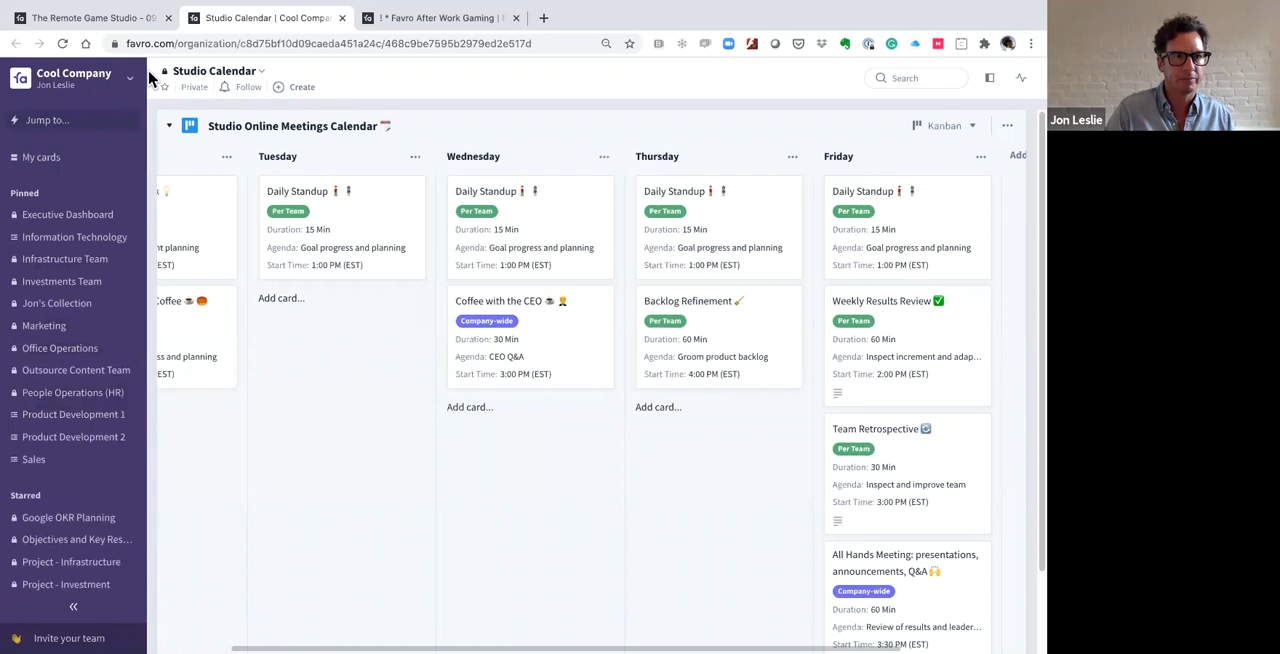 The Remote Game Studio - 09
Studio Calendar | Cool Compa
! * Favro After Work Gaming |
favro.com/organization/c8d75bf10d09caeda451a24c/468c9be7595b2979ed2e517d
Cool Company
Jon Leslie
Jump to...
My cards
Pinned
Executive Dashboard
Information Technology
Infrastructure Team
Investments Team
Jon's Collection
Marketing
Office Operations
Outsource Content Team
People Operations (HR)
Product Development 1
Product Development 2
Sales
Starred
Google OKR Planning
Objectives and Key Res...
Project - Infrastructure
Project - Investment
Invite your team
Studio Calendar
Private
Follow
Create
Search
Studio Online Meetings Calendar
Kanban
k
nt planning
(EST)
Coffee
ss and planning
(EST)
Tuesday
Daily Standup
Per Team
Duration: 15 Min
Agenda: Goal progress and planning
Start Time: 1:00 PM (EST)
Add card...
Wednesday
Daily Standup
Per Team
Duration: 15 Min
Agenda: Goal progress and planning
Start Time: 1:00 PM (EST)
Coffee with the CEO
Company-wide
Duration: 30 Min
Agenda: CEO Q&A
Start Time: 3:00 PM (EST)
Add card...
Thursday
Daily Standup
Per Team
Duration: 15 Min
Agenda: Goal progress and planning
Start Time: 1:00 PM (EST)
Backlog Refinement
Per Team
Duration: 60 Min
Agenda: Groom product backlog
Start Time: 4:00 PM (EST)
Add card...
Friday
Daily Standup
Per Team
Duration: 15 Min
Agenda: Goal progress and planning
Start Time: 1:00 PM (EST)
Weekly Results Review
Per Team
Duration: 60 Min
Agenda: Inspect increment and adap...
Start Time: 2:00 PM (EST)
Team Retrospective
Per Team
Duration: 30 Min
Agenda: Inspect and improve team
Start Time: 3:00 PM (EST)
All Hands Meeting: presentations,
announcements, Q&A
Company-wide
Duration: 60 Min
Agenda: Review of results and leader...
Start Time: 3:30 PM (EST)
Add
Jon Leslie